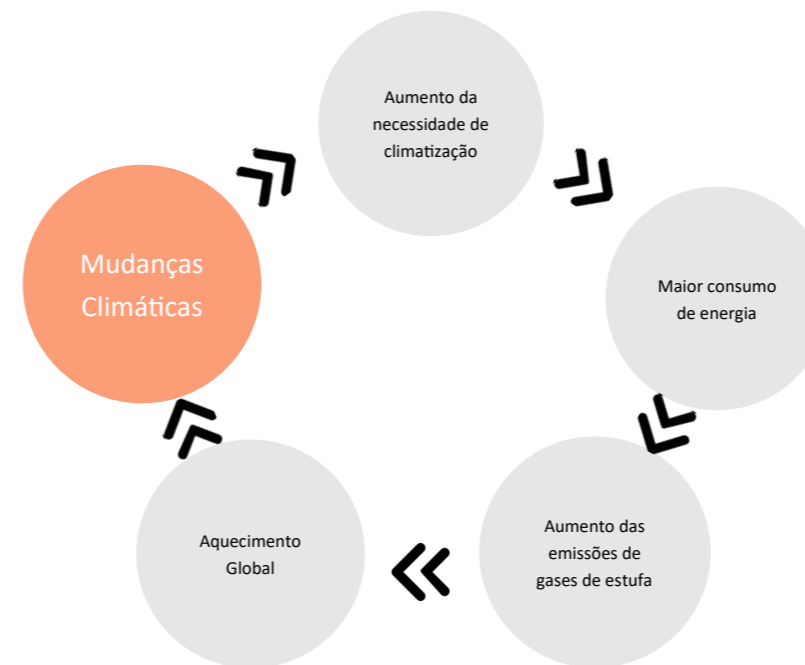 Aumento da
necessidade de
climatização
Mudanças
Climáticas
Maior consumo
de energia
Aumento das
emissões de
gases de estufa
Aquecimento
Global